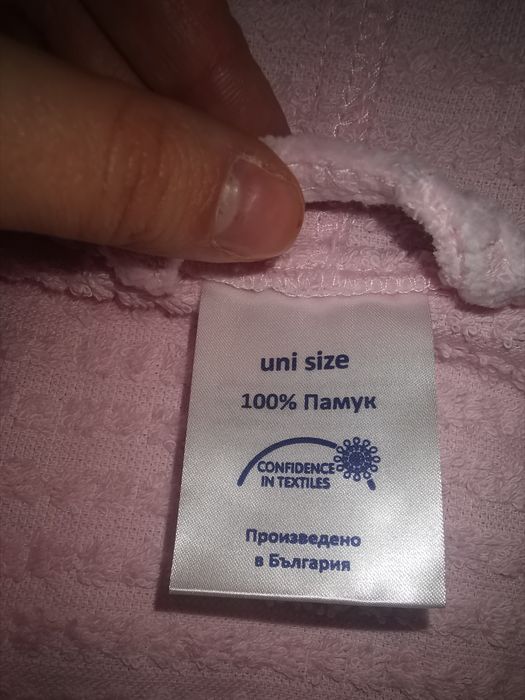 uni size
100% Памук
CONFIDENCE
IN TEXTILES
Произведено
в България